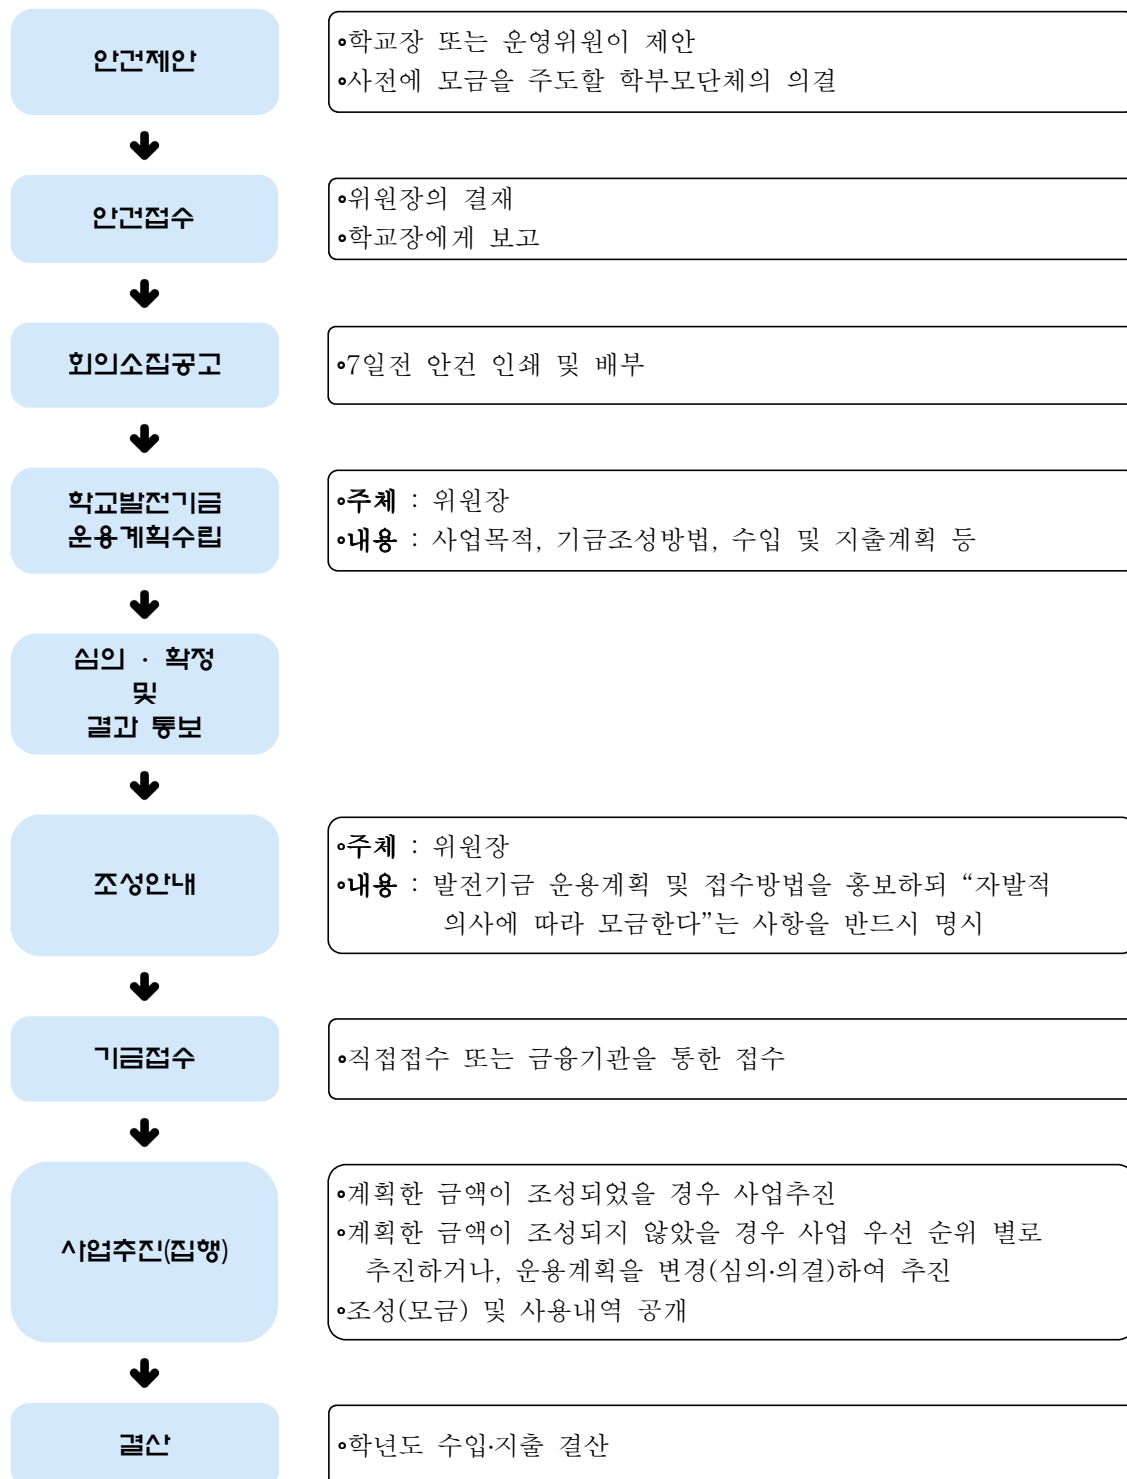 안건제안
∘학교장 또는 운영위원이 제안
∘사전에 모금을 주도할 학부모단체의 의결
안건접수
∘위원장의 결재
∘학교장에게 보고
회의소집공고
∘7일전 안건 인쇄 및 배부
학교발전기금
운용계획수립
∘주체 : 위원장
∘내용 : 사업목적, 기금조성방법, 수입 및 지출계획 등
심의 · 확정
및
결과 통보
조성안내
∘주체 : 위원장
∘내용 : 발전기금 운용계획 및 접수방법을 홍보하되 “자발적
의사에 따라 모금한다”는 사항을 반드시 명시
기금접수
∘직접접수 또는 금융기관을 통한 접수
사업추진(집행)
∘계획한 금액이 조성되었을 경우 사업추진
∘계획한 금액이 조성되지 않았을 경우 사업 우선 순위 별로
추진하거나, 운용계획을 변경(심의·의결)하여 추진
∘조성(모금) 및 사용내역 공개
결산
∘학년도 수입·지출 결산